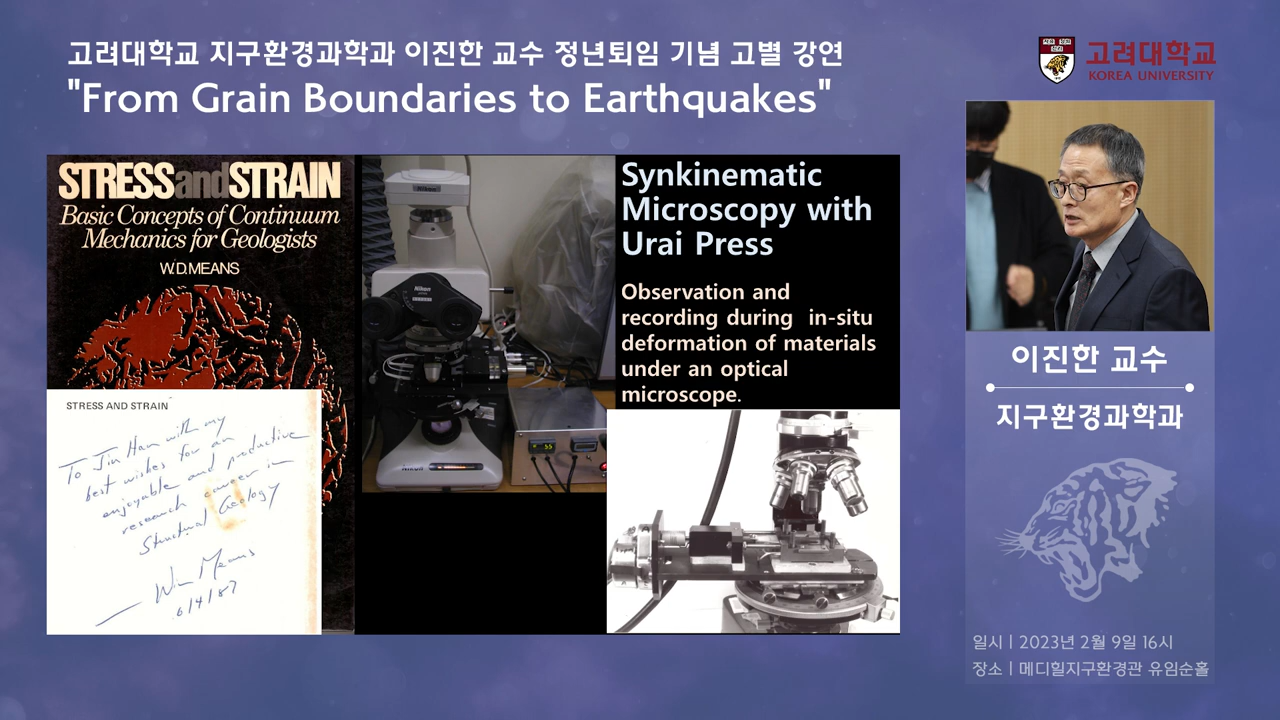 고려대학교 지구환경과학과 이진한 교수 정년퇴임 기념 고별 강연
"From Grain Boundaries to Earthquakes"
고려대학교
KOREA UNIVERSITY
STRESS and STRAIN
Basic Concepts of Continuum
Mechanics for Geologists
W.D. MEANS
STRESS AND STRAIN
To Jin Han with my
best wishes for an
enjoyable and productive
research career in
Structural Geology
Win Means
6/4/87
Nikon
Nikon
Nikon
55
Synkinematic
Microscopy with
Urai Press
Observation and
recording during in-situ
deformation of materials
under an optical
microscope.
이진한 교수
지구환경과학과
일시 | 2023년 2월 9일 16시
장소 | 메디힐지구환경관 유임순홀